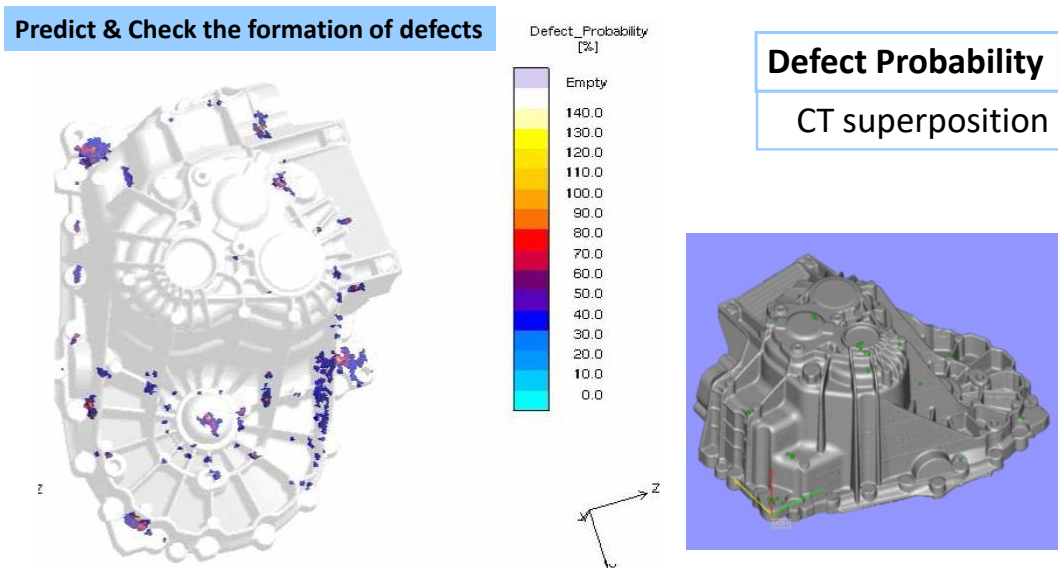 Predict & Check the formation of defects
Defect_Probability
[%]
Empty
140.0
130.0
120.0
110.0
100.0
90.0
80.0
70.0
60.0
50.0
40.0
30.0
20.0
10.0
0.0
Defect Probability
CT superposition
Z
Z
Y